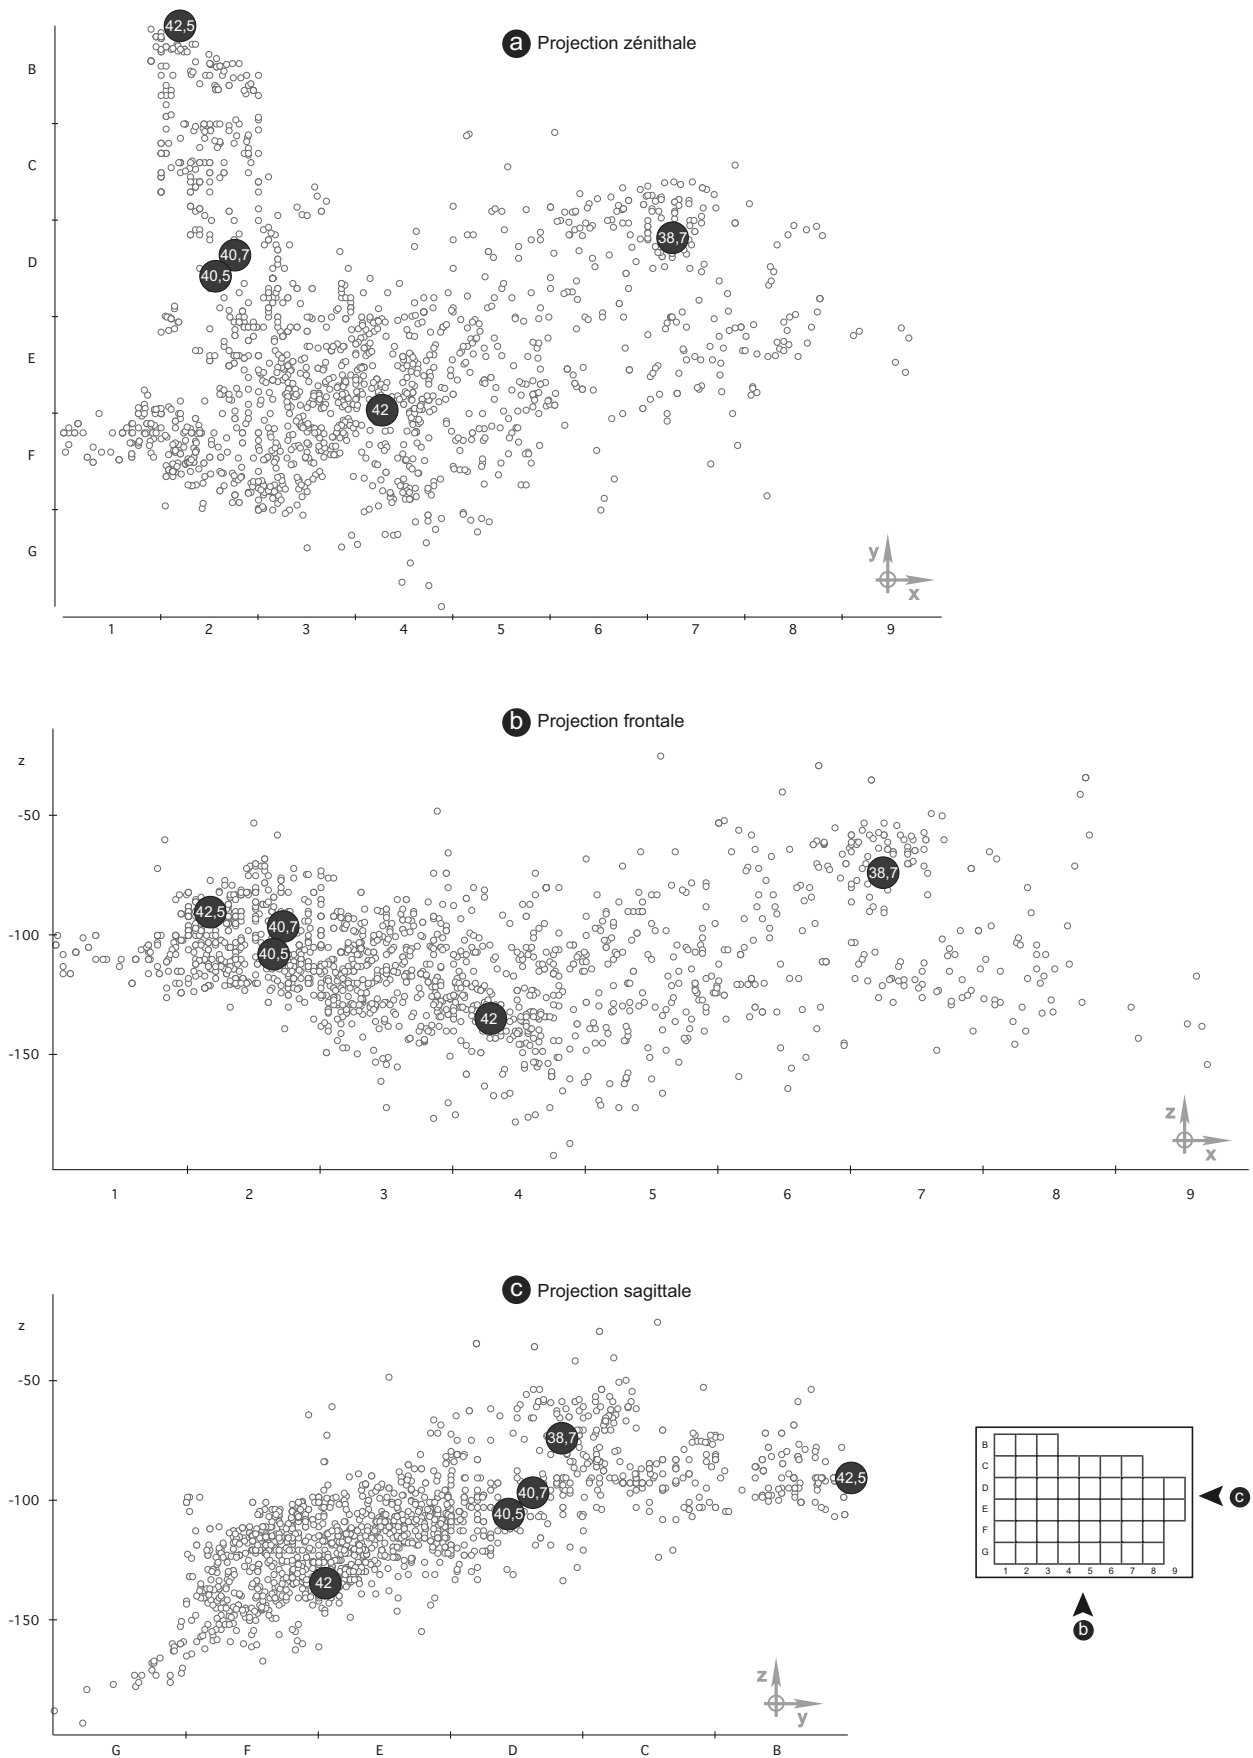 a Projection zénithale
42,5
B
C
D
40,7
40,5
38,7
E
42
F
G
y
x
1 2 3 4 5 6 7 8 9
b Projection frontale
z
-50
38,7
42,5
40,7
-100
40,5
42
-150
z
x
1 2 3 4 5 6 7 8 9
c Projection sagittale
z
-50
38,7
42,5
40,7
-100
40,5
42
-150
z
y
G F E D C B
B
C
D
E
F
G
1 2 3 4 5 6 7 8 9
c
b